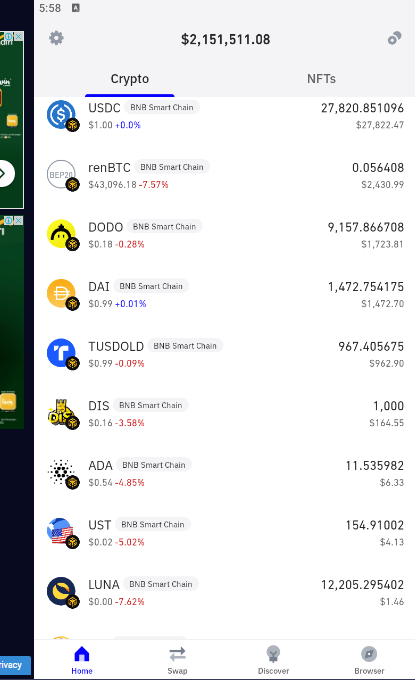 5:58 A
$2,151,511.08
Crypto NFTs
USDC BNB Smart Chain 27,820.851096
$1.00 +0.0% $27,822.47
renBTC BNB Smart Chain 0.056408
BEP20
$43,096.18 -7.57% $2,430.99
DODO BNB Smart Chain 9,157.866708
$0.18 -0.28% $1,723.81
DAI BNB Smart Chain 1,472.754175
$0.99 +0.01% $1,472.70
TUSDOLD BNB Smart Chain 967.405675
$0.99 -0.09% $962.90
DIS BNB Smart Chain 1,000
DIS
$0.16 -3.58% $164.55
ADA BNB Smart Chain 11.535982
$0.54 -4.85% $6.33
UST BNB Smart Chain 154.91002
$0.02 -5.02% $4.13
LUNA BNB Smart Chain 12,205.295402
$0.00 -7.62% $1.46
Home Swap Discover Browser